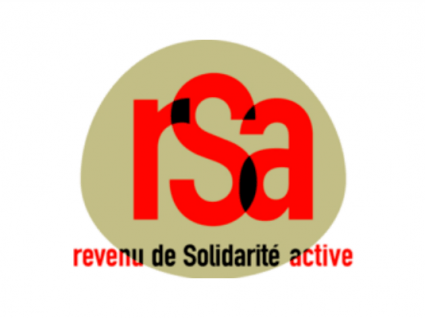 rSa
revenu de Solidarité active